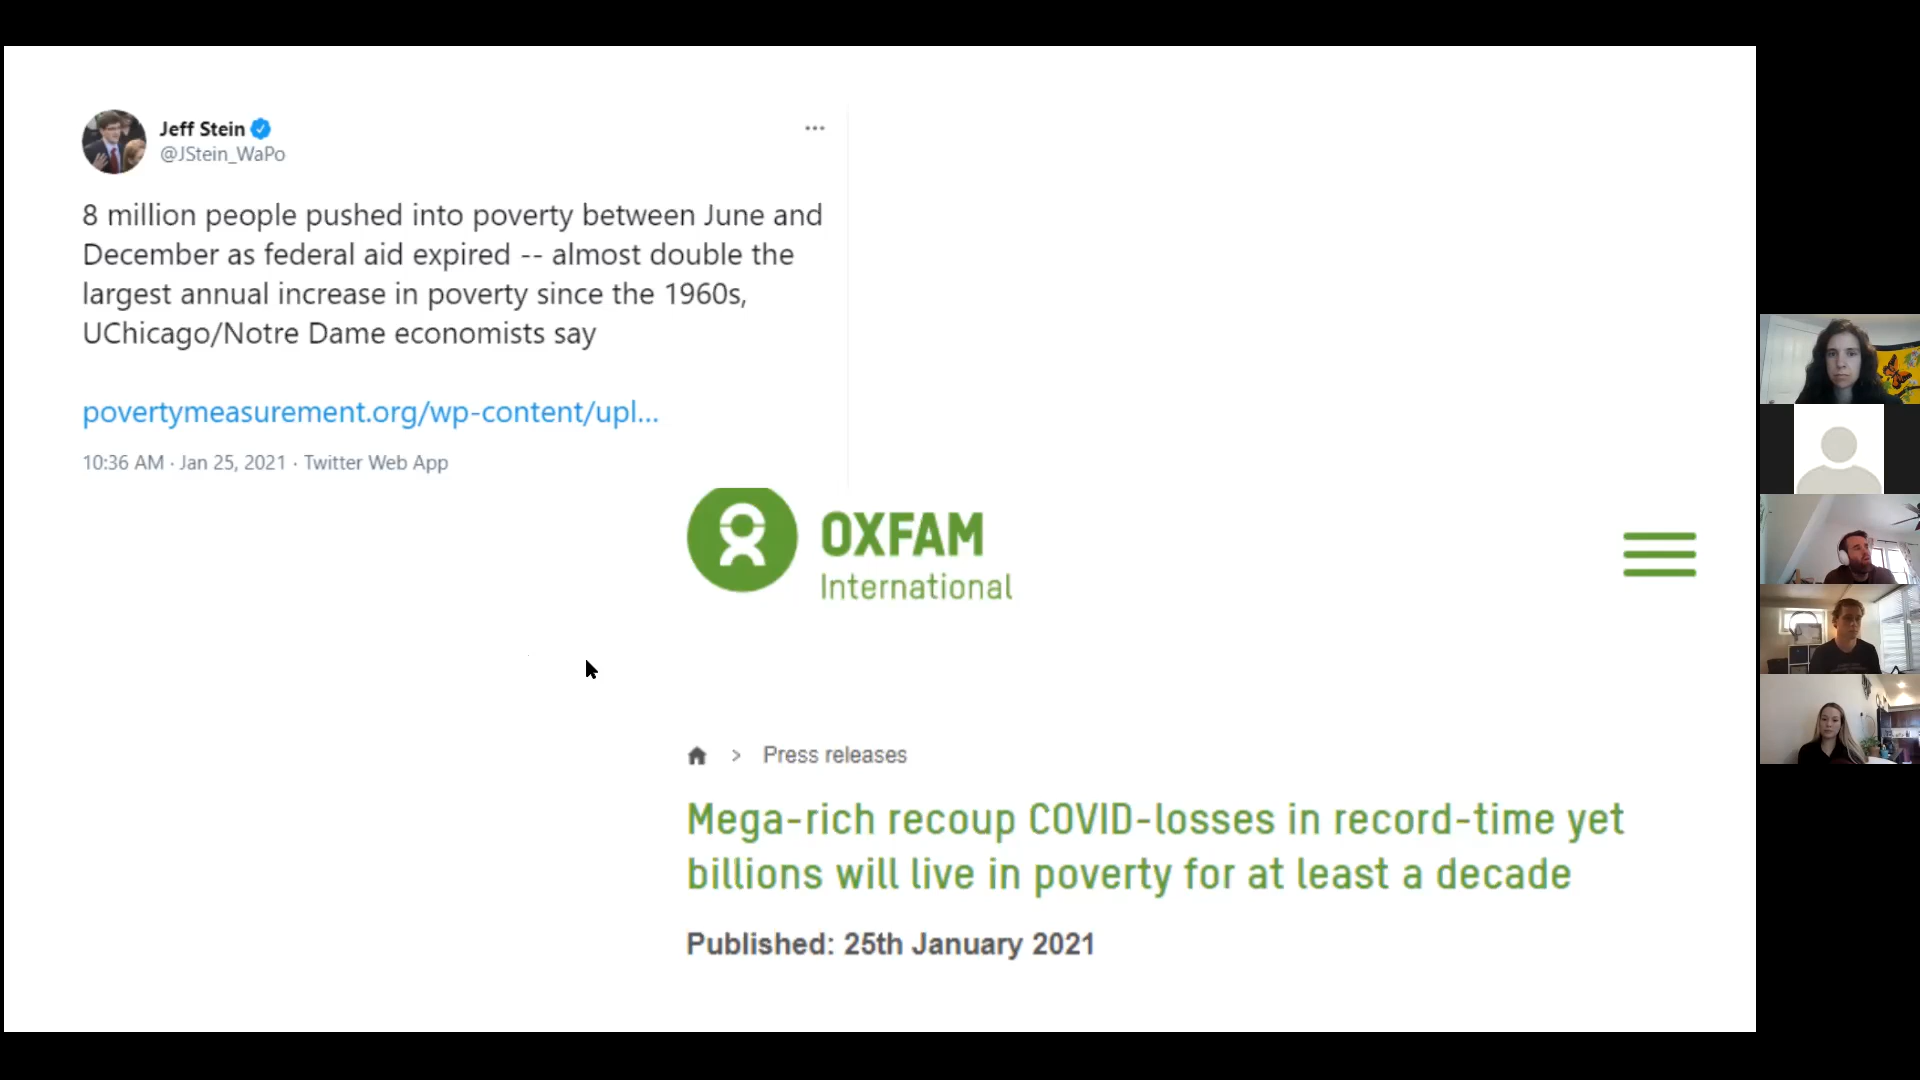 Jeff Stein
@JStein_WaPo
8 million people pushed into poverty between June and
December as federal aid expired -- almost double the
largest annual increase in poverty since the 1960s,
UChicago/Notre Dame economists say
povertymeasurement.org/wp-content/upl...
10:36 AM · Jan 25, 2021 · Twitter Web App
OXFAM
International
> Press releases
Mega-rich recoup COVID-losses in record-time yet
billions will live in poverty for at least a decade
Published: 25th January 2021